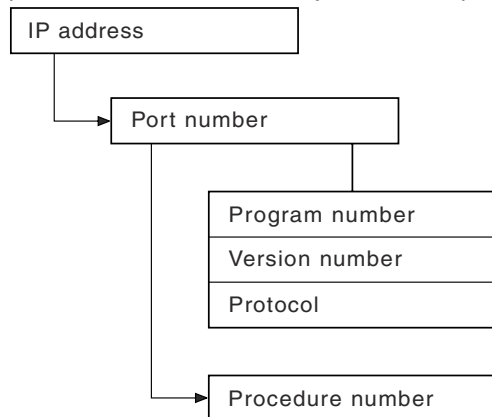 IP address
Port number
Program number
Version number
Protocol
Procedure number